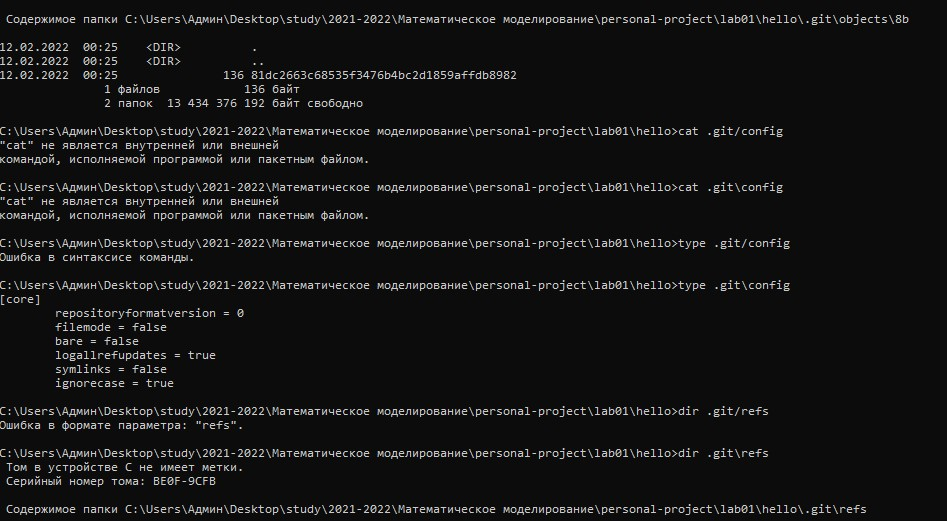 Содержимое папки C:\Users\Админ\Desktop\study\2021-2022\Математическое моделирование\personal-project\lab01\hello\.git\objects\8b
12.02.2022  00:25    <DIR>          .
12.02.2022  00:25    <DIR>          ..
12.02.2022  00:25               136 81dc2663c68535f3476b4bc2d1859affdb8982
1 файлов            136 байт
2 папок  13 434 376 192 байт свободно
C:\Users\Админ\Desktop\study\2021-2022\Математическое моделирование\personal-project\lab01\hello>cat .git/config
"cat" не является внутренней или внешней
командой, исполняемой программой или пакетным файлом.
C:\Users\Админ\Desktop\study\2021-2022\Математическое моделирование\personal-project\lab01\hello>cat .git\config
"cat" не является внутренней или внешней
командой, исполняемой программой или пакетным файлом.
C:\Users\Админ\Desktop\study\2021-2022\Математическое моделирование\personal-project\lab01\hello>type .git/config
Ошибка в синтаксисе команды.
C:\Users\Админ\Desktop\study\2021-2022\Математическое моделирование\personal-project\lab01\hello>type .git\config
[core]
repositoryformatversion = 0
filemode = false
bare = false
logallrefupdates = true
symlinks = false
ignorecase = true
C:\Users\Админ\Desktop\study\2021-2022\Математическое моделирование\personal-project\lab01\hello>dir .git/refs
Ошибка в формате параметра: "refs".
C:\Users\Админ\Desktop\study\2021-2022\Математическое моделирование\personal-project\lab01\hello>dir .git\refs
Том в устройстве C не имеет метки.
Серийный номер тома: BE0F-9CFB
Содержимое папки C:\Users\Админ\Desktop\study\2021-2022\Математическое моделирование\personal-project\lab01\hello\.git\refs